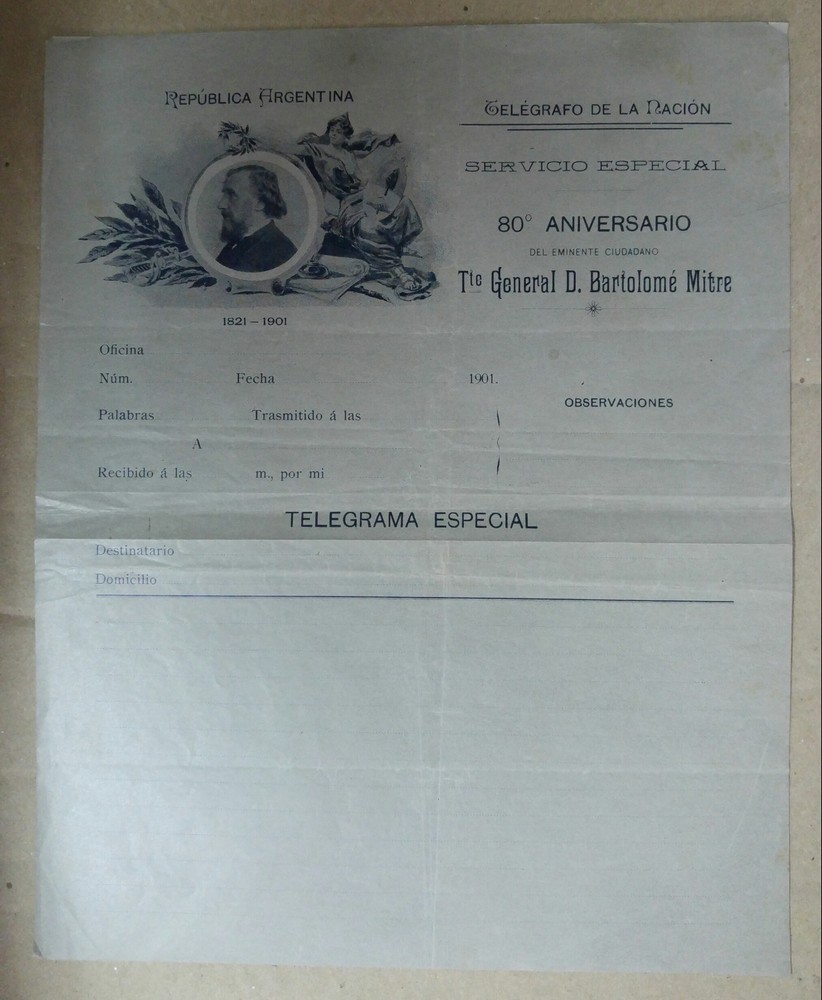 REPÚBLICA ARGENTINA
1821 – 1901
TELÉGRAFO DE LA NACIÓN
SERVICIO ESPECIAL
80º ANIVERSARIO
DEL EMINENTE CIUDADANO
Tte General D. Bartolomé Mitre
Oficina
Núm. Fecha 1901.
OBSERVACIONES
Palabras Trasmitido á las
A
Recibido á las m., por mi
TELEGRAMA ESPECIAL
Destinatario
Domicilio